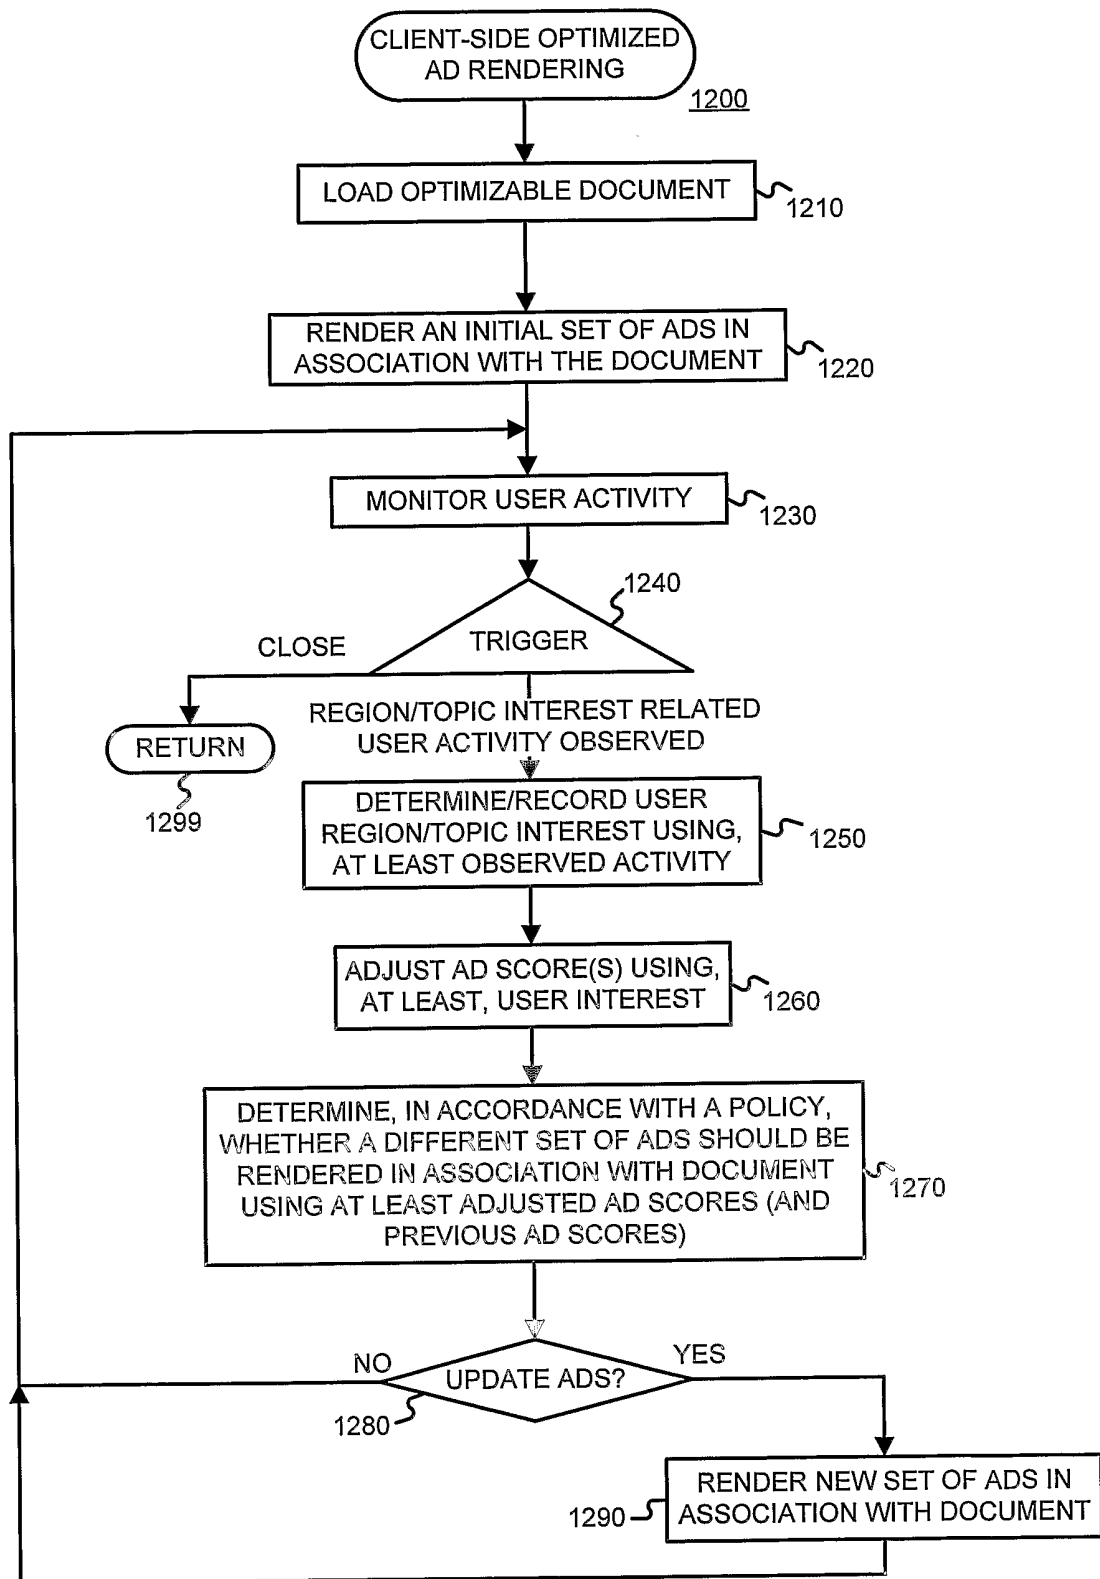 CLIENT-SIDE OPTIMIZED
AD RENDERING
1200
LOAD OPTIMIZABLE DOCUMENT
1210
RENDER AN INITIAL SET OF ADS IN
ASSOCIATION WITH THE DOCUMENT
1220
MONITOR USER ACTIVITY
1230
1240
TRIGGER
CLOSE
RETURN
1299
REGION/TOPIC INTEREST RELATED
USER ACTIVITY OBSERVED
DETERMINE/RECORD USER
REGION/TOPIC INTEREST USING,
AT LEAST OBSERVED ACTIVITY
1250
ADJUST AD SCORE(S) USING,
AT LEAST, USER INTEREST
1260
DETERMINE, IN ACCORDANCE WITH A POLICY,
WHETHER A DIFFERENT SET OF ADS SHOULD BE
RENDERED IN ASSOCIATION WITH DOCUMENT
USING AT LEAST ADJUSTED AD SCORES (AND
PREVIOUS AD SCORES)
1270
NO
UPDATE ADS?
YES
1280
RENDER NEW SET OF ADS IN
ASSOCIATION WITH DOCUMENT
1290